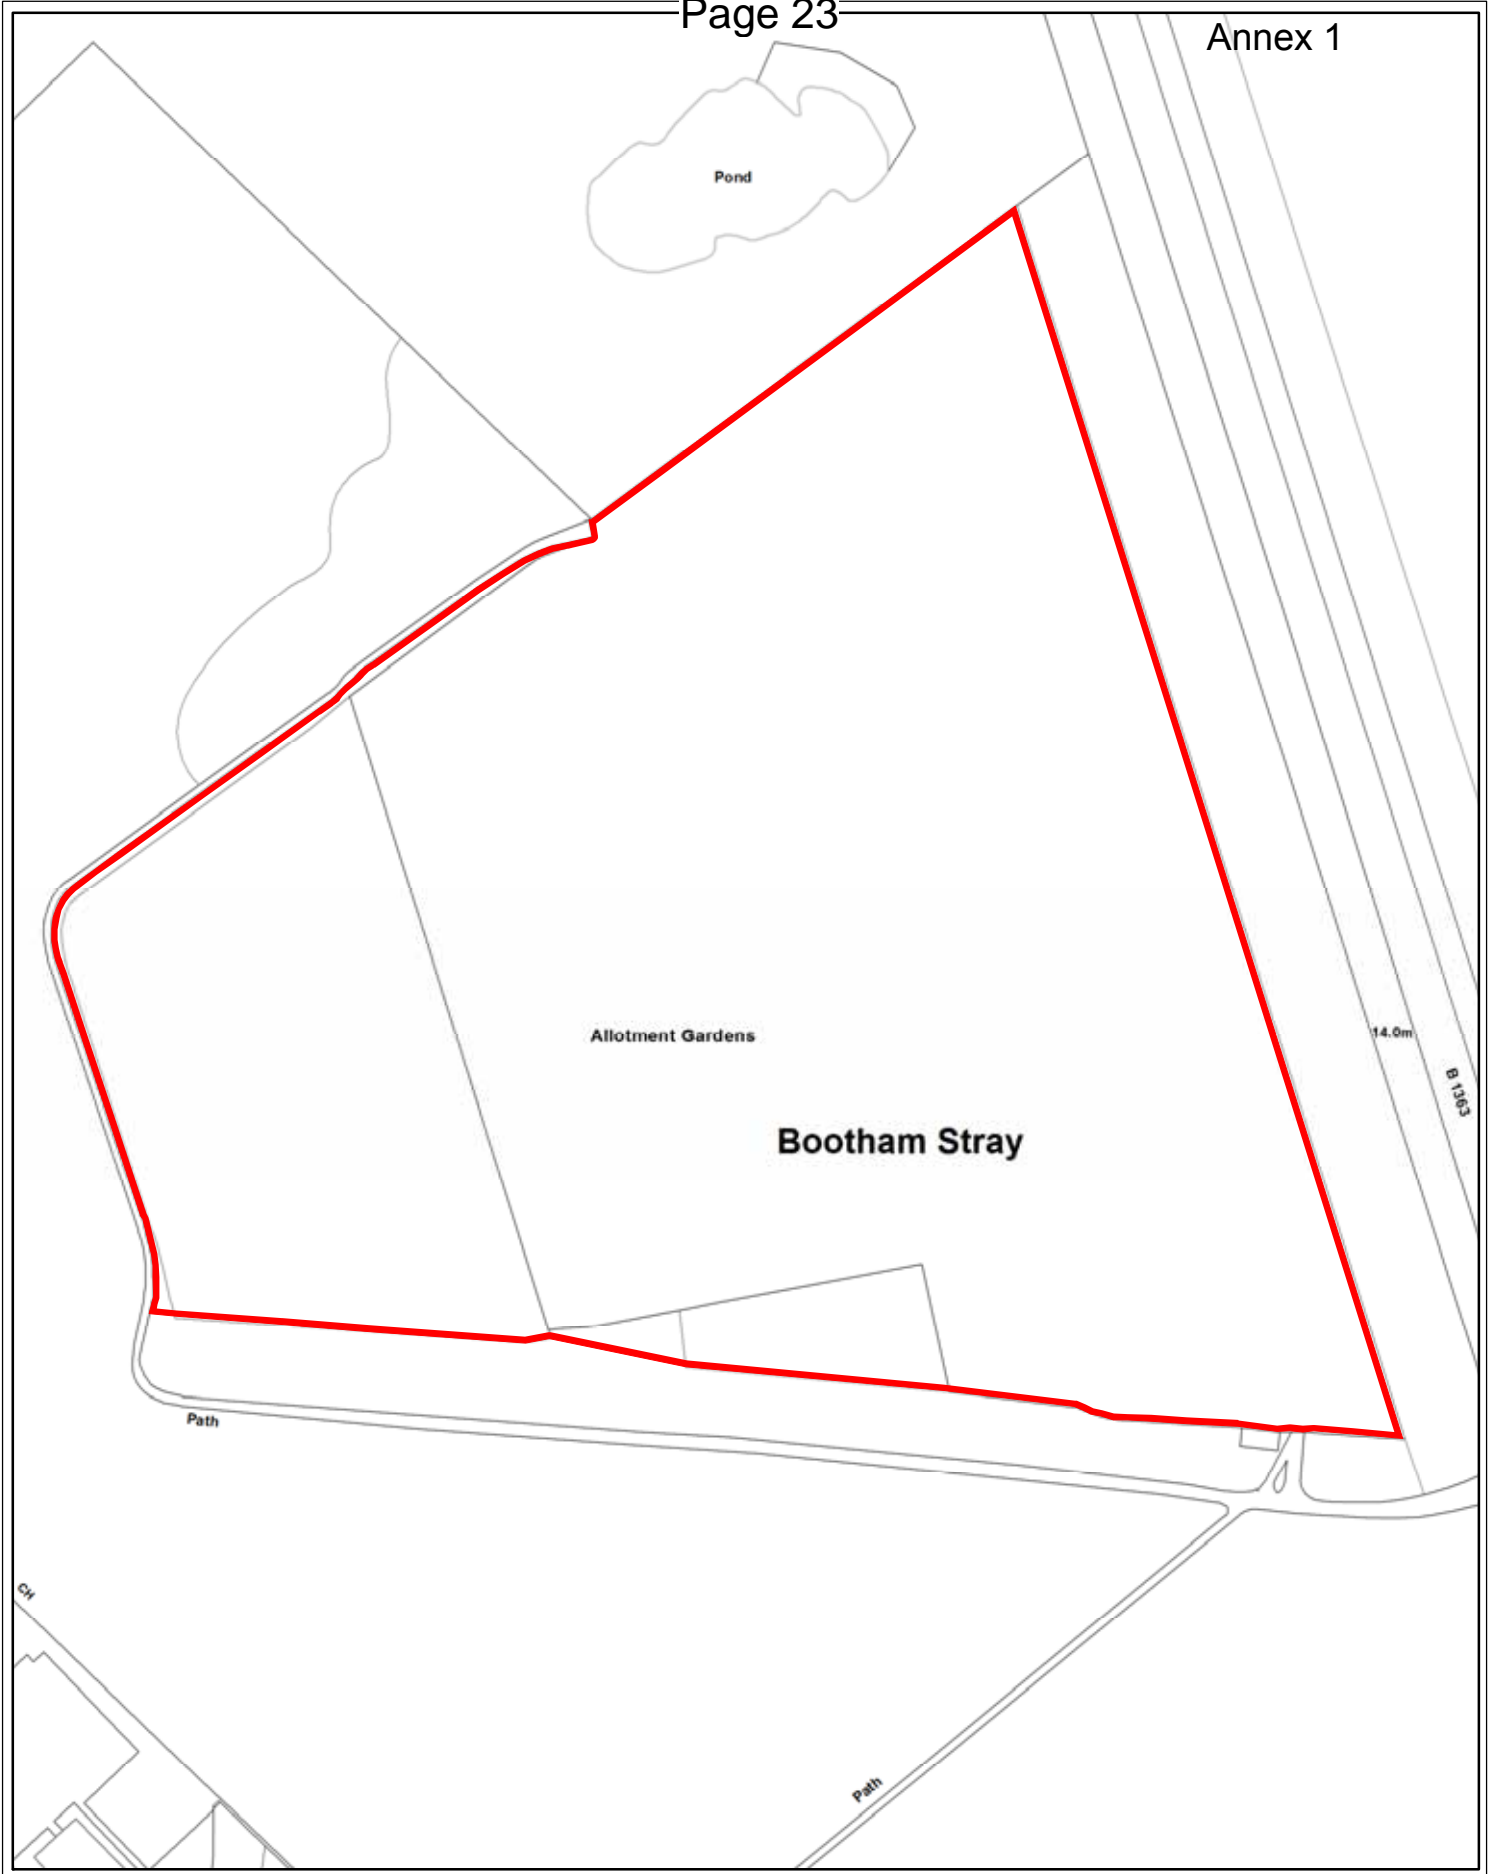 Page 23
Annex 1
Pond
Allotment Gardens
14.0m
B 1363
Bootham Stray
Path
CH
Path